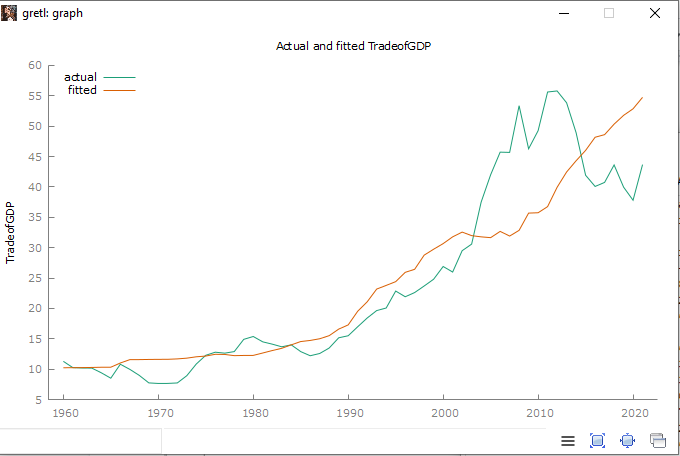 gretl: graph
Actual and fitted TradeofGDP
actual
fitted
TradeofGDP
60
55
50
45
40
35
30
25
20
15
10
5
1960 1970 1980 1990 2000 2010 2020